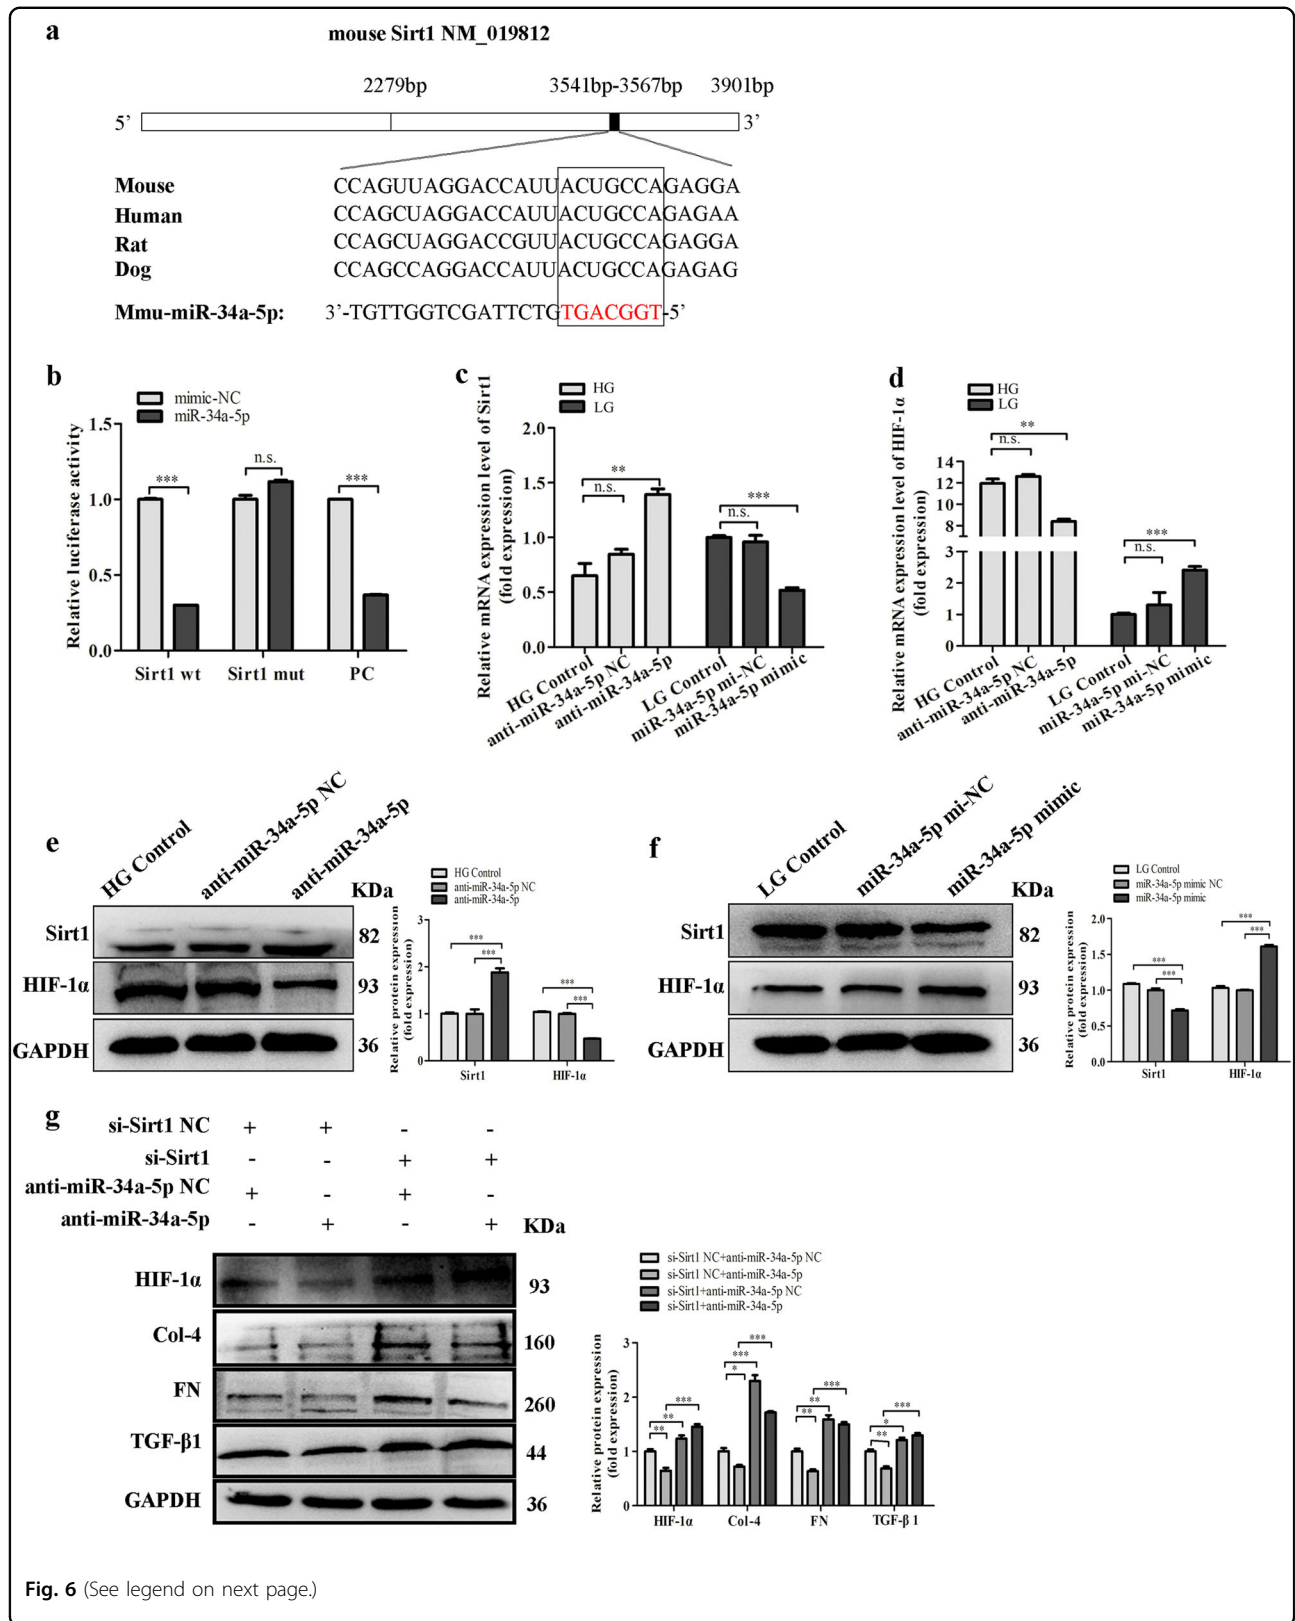 a
mouse Sirt1 NM_019812
2279bp 3541bp-3567bp 3901bp
5’ 3’
Mouse CCAGUUAGGACCAUUACUGCCAGAGGA
Human CCAGCUAGGACCAUUACUGCCAGAGAA
Rat CCAGCUAGGACCGUUACUGCCAGAGGA
Dog CCAGCCAGGACCAUUACUGCCAGAGAG
Mmu-miR-34a-5p: 3’-TGTTGGTCGATTCTGTGACGGT-5’
b
mimic-NC
miR-34a-5p
Relative luciferase activity
1.5
1.0
0.5
0.0
*** n.s. ***
Sirt1 wt Sirt1 mut PC
c
HG
LG
Relative mRNA expression level of Sirt1
(fold expression)
2.0
1.5
1.0
0.5
0.0
**
n.s.
***
n.s.
HG Control
anti-miR-34a-5p NC
anti-miR-34a-5p
LG Control
miR-34a-5p mi-NC
miR-34a-5p mimic
d
HG
LG
Relative mRNA expression level of HIF-1α
(fold expression)
14
12
10
8
3
2
1
0
**
n.s.
***
n.s.
HG Control
anti-miR-34a-5p NC
anti-miR-34a-5p
LG Control
miR-34a-5p mi-NC
miR-34a-5p mimic
e
HG Control
anti-miR-34a-5p NC
anti-miR-34a-5p
KDa
Sirt1 82
HIF-1α 93
GAPDH 36
HG Control
anti-miR-34a-5p NC
anti-miR-34a-5p
Relative protein expression
(fold expression)
3
2
1
0
***
***
***
***
Sirt1 HIF-1α
f
LG Control
miR-34a-5p mi-NC
miR-34a-5p mimic
KDa
Sirt1 82
HIF-1α 93
GAPDH 36
LG Control
miR-34a-5p mimic NC
miR-34a-5p mimic
Relative protein expression
(fold expression)
2.0
1.5
1.0
0.5
0.0
***
***
***
***
Sirt1 HIF-1α
g
si-Sirt1 NC + + - -
si-Sirt1 - - + +
anti-miR-34a-5p NC + - + -
anti-miR-34a-5p - + - +
KDa
HIF-1α 93
Col-4 160
FN 260
TGF-β1 44
GAPDH 36
si-Sirt1 NC+anti-miR-34a-5p NC
si-Sirt1 NC+anti-miR-34a-5p
si-Sirt1+anti-miR-34a-5p NC
si-Sirt1+anti-miR-34a-5p
Relative protein expression
(fold expression)
3
2
1
0
***
**
**
***
***
*
***
**
**
***
*
**
HIF-1α Col-4 FN TGF-β 1
Fig. 6 (See legend on next page.)